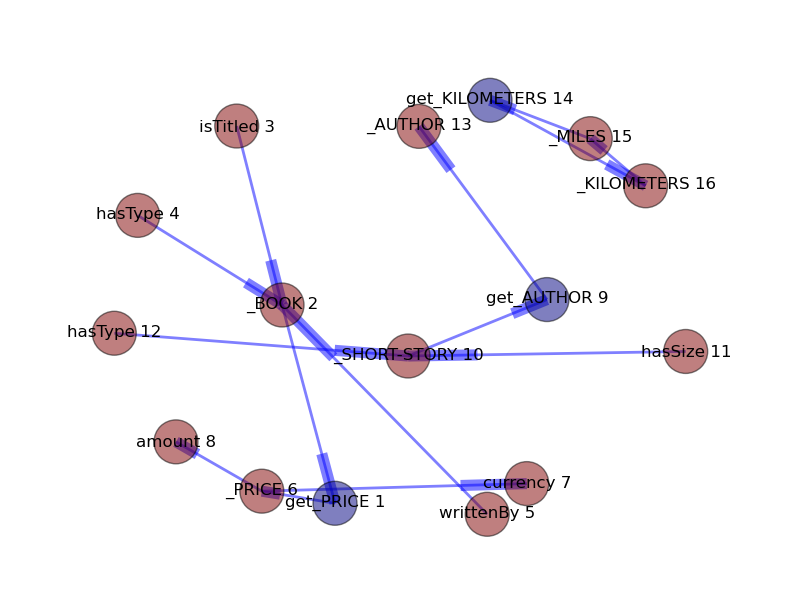 get_KILOMETERS 14
_AUTHOR 13
isTitled 3
_MILES 15
_KILOMETERS 16
hasType 4
get_AUTHOR 9
_BOOK 2
hasType 12
_SHORT-STORY 10
hasSize 11
amount 8
currency 7
_PRICE 6
get_PRICE 1
writtenBy 5